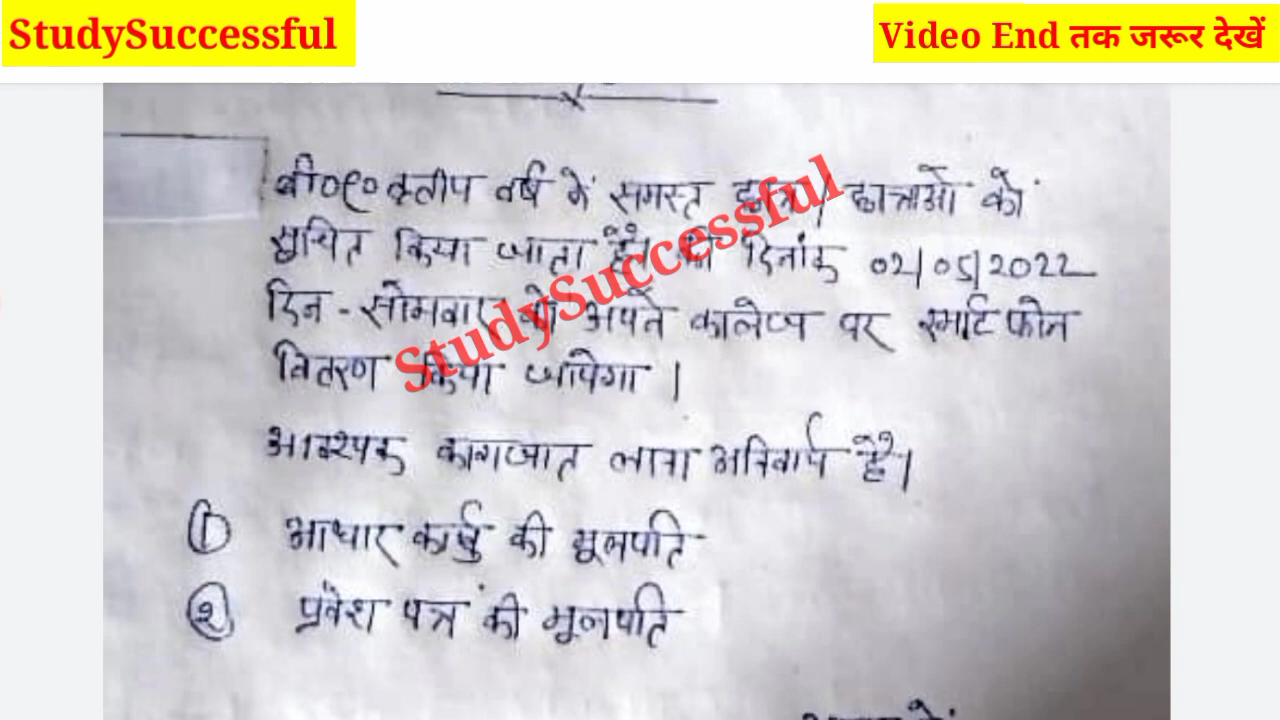 StudySuccessful
Video End तक जरूर देखें
बी०ए० तृतीय वर्ष के समस्त छात्र / छात्राओं को
सूचित किया जाता है की दिनांक 02/05/2022
दिन - सोमवार को अपने कालेज पर स्मार्ट फोन
वितरण किया जायेगा।
StudySuccessful
आवश्यक कागजात लाना अनिवार्य है।
① आधार कार्ड की मूलप्रति
② प्रवेश पत्र की मूलप्रति